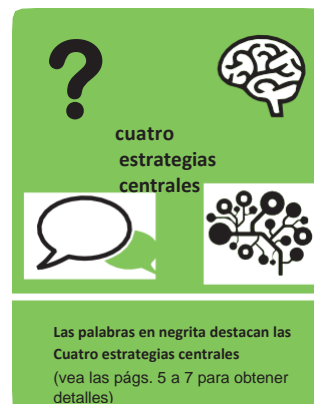 ?
cuatro
estrategias
centrales
Las palabras en negrita destacan las
Cuatro estrategias centrales
(vea las págs. 5 a 7 para obtener
detalles)